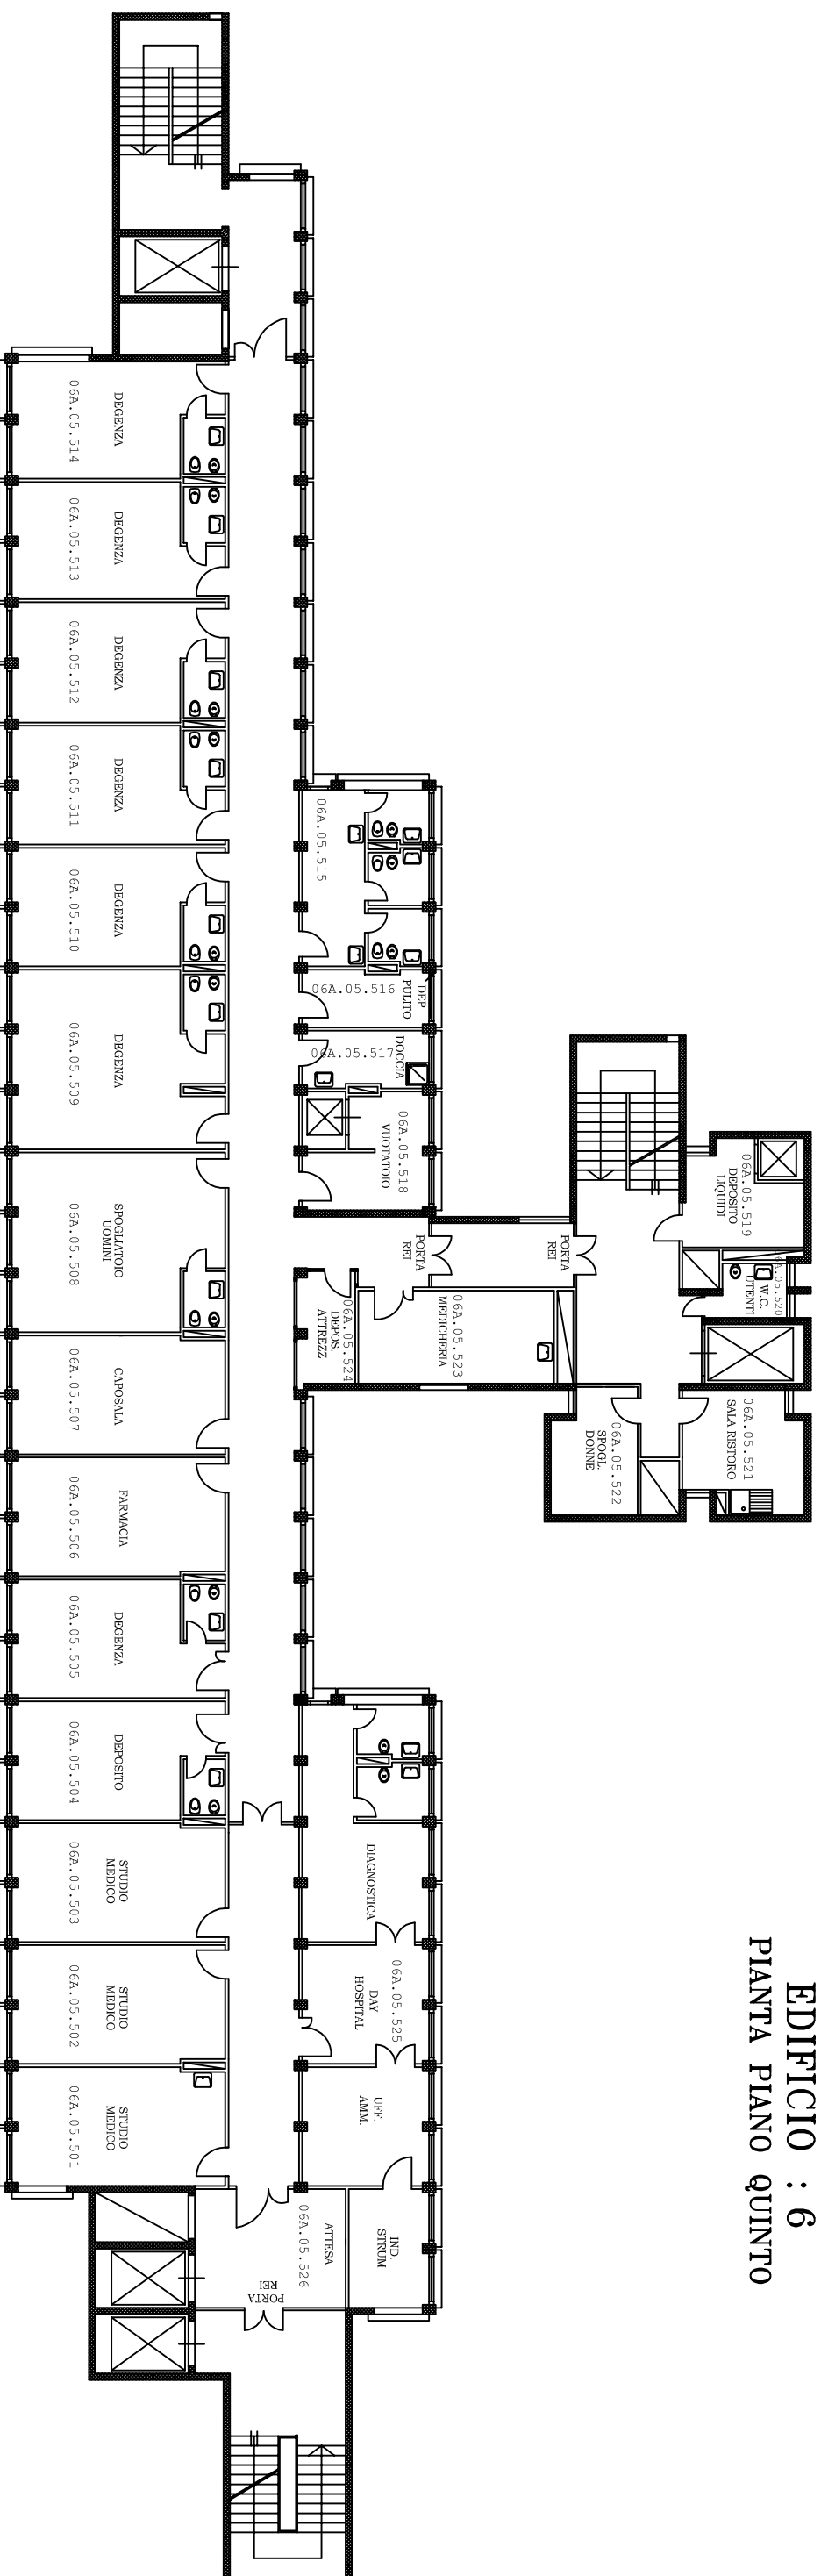 EDIFICIO : 6
PIANTA PIANO QUINTO
06A.05.519
DEPOSITO
LIQUIDI
06A.05.520
W.C.
UTENTI
06A.05.521
SALA RISTORO
06A.05.522
SPOGL.
DONNE
PORTA
REI
PORTA
REI
06A.05.523
MEDICHERIA
06A.05.524
DEPOS.
ATTREZZ
06A.05.515
DEP
PULITO
06A.05.516
DOCCIA
06A.05.517
06A.05.518
VUOTATOIO
DIAGNOSTICA
06A.05.525
DAY
HOSPITAL
UFF.
AMM.
IND.
STRUM
ATTESA
06A.05.526
PORTA
REI
DEGENZA
06A.05.514
DEGENZA
06A.05.513
DEGENZA
06A.05.512
DEGENZA
06A.05.511
DEGENZA
06A.05.510
DEGENZA
06A.05.509
SPOGLIATOIO
UOMINI
06A.05.508
CAPOSALA
06A.05.507
FARMACIA
06A.05.506
DEGENZA
06A.05.505
DEPOSITO
06A.05.504
STUDIO
MEDICO
06A.05.503
STUDIO
MEDICO
06A.05.502
STUDIO
MEDICO
06A.05.501